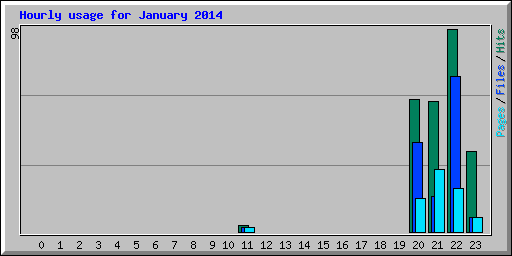 Hourly usage for January 2014
98
Pages/Files/Hits
0 1 2 3 4 5 6 7 8 9 10 11 12 13 14 15 16 17 18 19 20 21 22 23